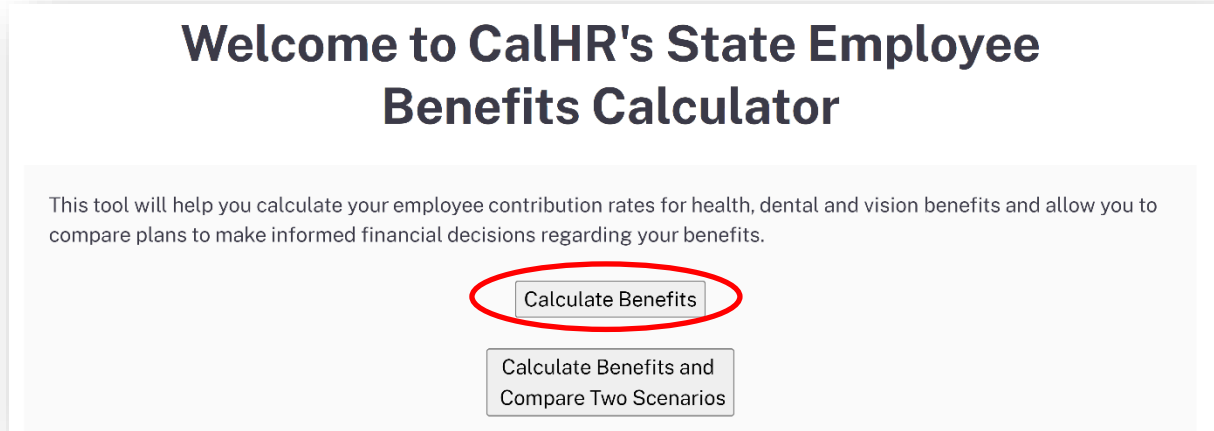 Welcome to CalHR's State Employee
Benefits Calculator
This tool will help you calculate your employee contribution rates for health, dental and vision benefits and allow you to
compare plans to make informed financial decisions regarding your benefits.
Calculate Benefits
Calculate Benefits and
Compare Two Scenarios